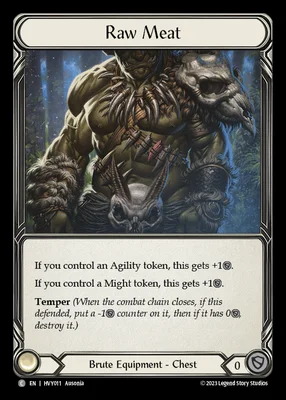 Raw Meat
If you control an Agility token, this gets +1.
If you control a Might token, this gets +1.
Temper (When the combat chain closes, if this
defended, put a -1 counter on it, then if it has 0,
destroy it.)
Brute Equipment - Chest
0
C EN | HVY011 Ausonia
©2023 Legend Story Studios